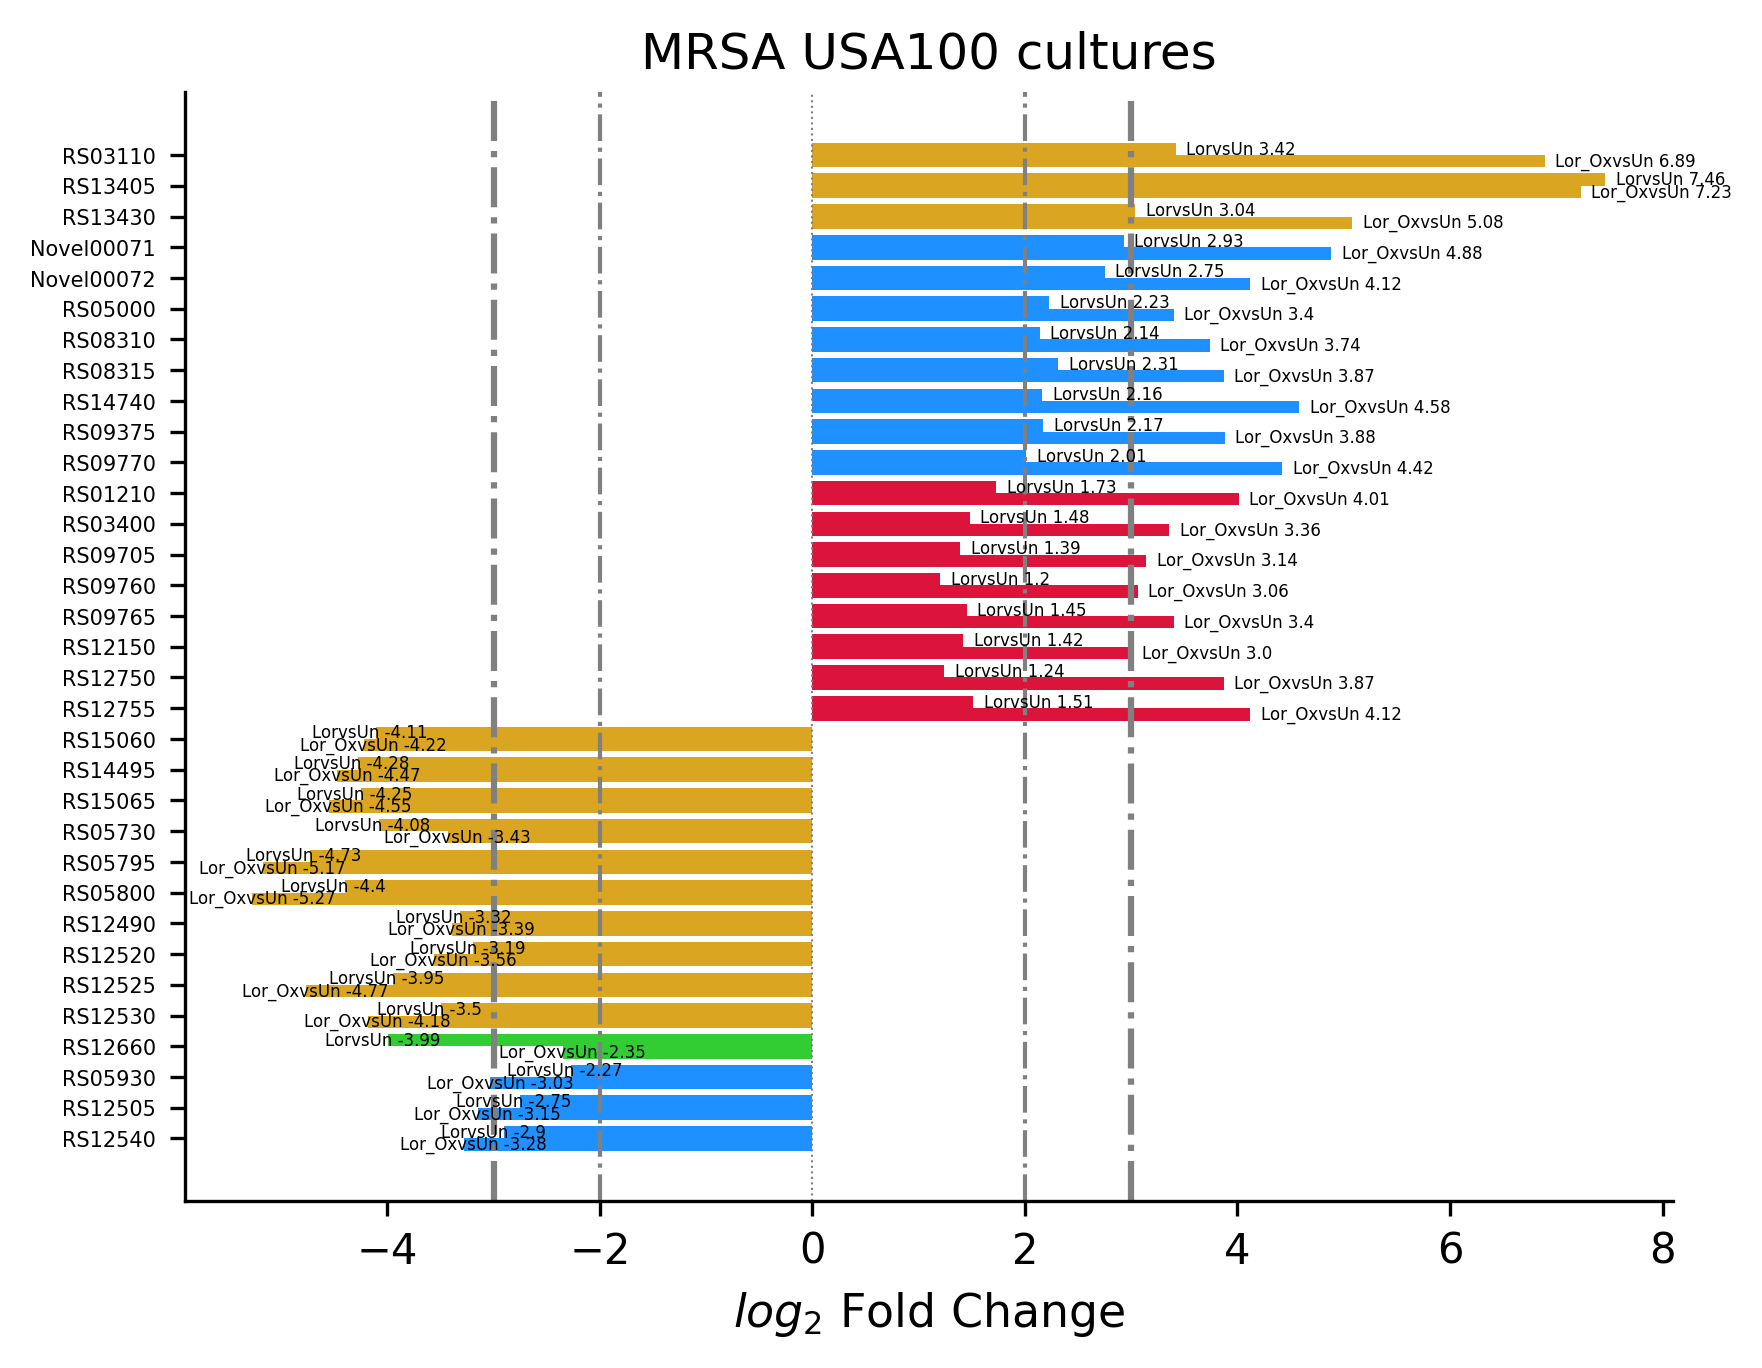 MRSA USA100 cultures
RS03110 LorvsUn 3.42
Lor_OxvsUn 6.89
RS13405 LorvsUn 7.46
Lor_OxvsUn 7.23
RS13430 LorvsUn 3.04
Lor_OxvsUn 5.08
Novel00071 LorvsUn 2.93
Lor_OxvsUn 4.88
Novel00072 LorvsUn 2.75
Lor_OxvsUn 4.12
RS05000 LorvsUn 2.23
Lor_OxvsUn 3.4
RS08310 LorvsUn 2.14
Lor_OxvsUn 3.74
RS08315 LorvsUn 2.31
Lor_OxvsUn 3.87
RS14740 LorvsUn 2.16
Lor_OxvsUn 4.58
RS09375 LorvsUn 2.17
Lor_OxvsUn 3.88
RS09770 LorvsUn 2.01
Lor_OxvsUn 4.42
RS01210 LorvsUn 1.73
Lor_OxvsUn 4.01
RS03400 LorvsUn 1.48
Lor_OxvsUn 3.36
RS09705 LorvsUn 1.39
Lor_OxvsUn 3.14
RS09760 LorvsUn 1.2
Lor_OxvsUn 3.06
RS09765 LorvsUn 1.45
Lor_OxvsUn 3.4
RS12150 LorvsUn 1.42
Lor_OxvsUn 3.0
RS12750 LorvsUn 1.24
Lor_OxvsUn 3.87
RS12755 LorvsUn 1.51
Lor_OxvsUn 4.12
RS15060 LorvsUn -4.11
Lor_OxvsUn -4.22
RS14495 LorvsUn -4.28
Lor_OxvsUn -4.47
RS15065 LorvsUn -4.25
Lor_OxvsUn -4.55
RS05730 LorvsUn -4.08
Lor_OxvsUn -3.43
RS05795 LorvsUn -4.73
Lor_OxvsUn -5.17
RS05800 LorvsUn -4.4
Lor_OxvsUn -5.27
RS12490 LorvsUn -3.32
Lor_OxvsUn -3.39
RS12520 LorvsUn -3.19
Lor_OxvsUn -3.56
RS12525 LorvsUn -3.95
Lor_OxvsUn -4.77
RS12530 LorvsUn -3.5
Lor_OxvsUn -4.18
RS12660 LorvsUn -3.99
Lor_OxvsUn -2.35
RS05930 LorvsUn -2.27
Lor_OxvsUn -3.03
RS12505 LorvsUn -2.75
Lor_OxvsUn -3.15
RS12540 LorvsUn -2.9
Lor_OxvsUn -3.28
−4 −2 0 2 4 6 8
log₂ Fold Change